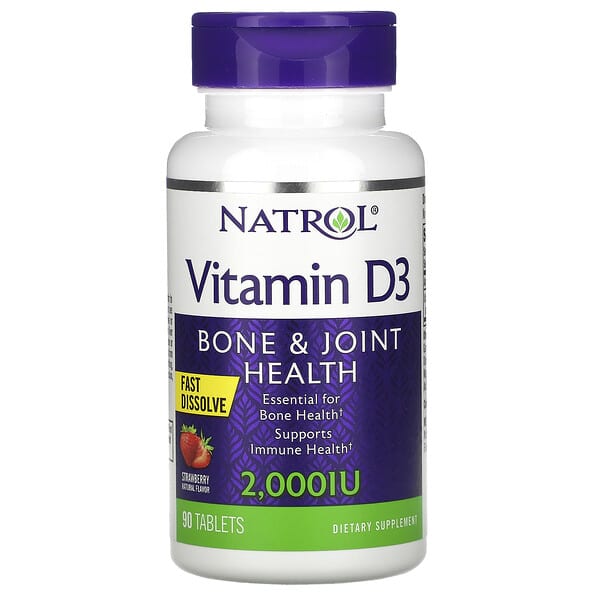 NATROL®
Vitamin D3
BONE & JOINT
HEALTH
FAST
DISSOLVE
Essential for
Bone Health†
Supports
Immune Health†
STRAWBERRY
NATURAL FLAVOR
2,000IU
90 TABLETS
DIETARY SUPPLEMENT